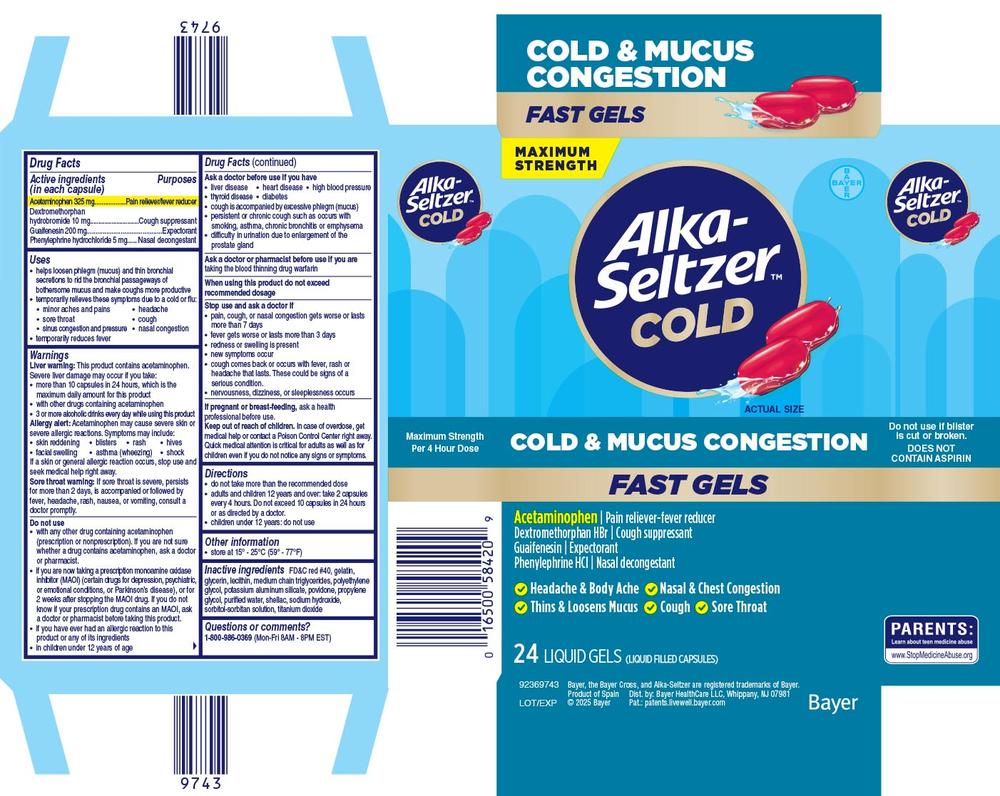 9743
Drug Facts
Active ingredients Purposes
(in each capsule)
Acetaminophen 325 mg....................Pain reliever/fever reducer
Dextromethorphan
hydrobromide 10 mg...............................Cough suppressant
Guaifenesin 200 mg...............................................Expectorant
Phenylephrine hydrochloride 5 mg......Nasal decongestant
Uses
• helps loosen phlegm (mucus) and thin bronchial
secretions to rid the bronchial passageways of
bothersome mucus and make coughs more productive
• temporarily relieves these symptoms due to a cold or flu:
• minor aches and pains • headache
• sore throat • cough
• sinus congestion and pressure • nasal congestion
• temporarily reduces fever
Warnings
Liver warning: This product contains acetaminophen.
Severe liver damage may occur if you take:
• more than 10 capsules in 24 hours, which is the
maximum daily amount for this product
• with other drugs containing acetaminophen
• 3 or more alcoholic drinks every day while using this product
Allergy alert: Acetaminophen may cause severe skin or
severe allergic reactions. Symptoms may include:
• skin reddening • blisters • rash • hives
• facial swelling • asthma (wheezing) • shock
If a skin or general allergic reaction occurs, stop use and
seek medical help right away.
Sore throat warning: If sore throat is severe, persists
for more than 2 days, is accompanied or followed by
fever, headache, rash, nausea, or vomiting, consult a
doctor promptly.
Do not use
• with any other drug containing acetaminophen
(prescription or nonprescription). If you are not sure
whether a drug contains acetaminophen, ask a doctor
or pharmacist.
• if you are now taking a prescription monoamine oxidase
inhibitor (MAOI) (certain drugs for depression, psychiatric,
or emotional conditions, or Parkinson's disease), or for
2 weeks after stopping the MAOI drug. If you do not
know if your prescription drug contains an MAOI, ask
a doctor or pharmacist before taking this product.
• if you have ever had an allergic reaction to this
product or any of its ingredients
• in children under 12 years of age
Drug Facts (continued)
Ask a doctor before use if you have
• liver disease • heart disease • high blood pressure
• thyroid disease • diabetes
• cough is accompanied by excessive phlegm (mucus)
• persistent or chronic cough such as occurs with
smoking, asthma, chronic bronchitis or emphysema
• difficulty in urination due to enlargement of the
prostate gland
Ask a doctor or pharmacist before use if you are
taking the blood thinning drug warfarin
When using this product do not exceed
recommended dosage
Stop use and ask a doctor if
• pain, cough, or nasal congestion gets worse or lasts
more than 7 days
• fever gets worse or lasts more than 3 days
• redness or swelling is present
• new symptoms occur
• cough comes back or occurs with fever, rash or
headache that lasts. These could be signs of a
serious condition.
• nervousness, dizziness, or sleeplessness occurs
If pregnant or breast-feeding, ask a health
professional before use.
Keep out of reach of children. In case of overdose, get
medical help or contact a Poison Control Center right away.
Quick medical attention is critical for adults as well as for
children even if you do not notice any signs or symptoms.
Directions
• do not take more than the recommended dose
• adults and children 12 years and over: take 2 capsules
every 4 hours. Do not exceed 10 capsules in 24 hours
or as directed by a doctor.
• children under 12 years: do not use
Other information
• store at 15° - 25°C (59° - 77°F)
Inactive ingredients FD&C red #40, gelatin,
glycerin, lecithin, medium chain triglycerides, polyethylene
glycol, potassium aluminum silicate, povidone, propylene
glycol, purified water, shellac, sodium hydroxide,
sorbitol-sorbitan solution, titanium dioxide
Questions or comments?
1-800-986-0369 (Mon-Fri 8AM - 8PM EST)
9743
COLD & MUCUS
CONGESTION
FAST GELS
MAXIMUM
STRENGTH
Alka-
Seltzer
COLD
Maximum Strength
Per 4 Hour Dose
0 16500 58420 9
Alka-
Seltzer™
COLD
ACTUAL SIZE
COLD & MUCUS CONGESTION
FAST GELS
Acetaminophen | Pain reliever-fever reducer
Dextromethorphan HBr | Cough suppressant
Guaifenesin | Expectorant
Phenylephrine HCl | Nasal decongestant
Headache & Body Ache Nasal & Chest Congestion
Thins & Loosens Mucus Cough Sore Throat
24 LIQUID GELS (LIQUID FILLED CAPSULES)
92369743 Bayer, the Bayer Cross, and Alka-Seltzer are registered trademarks of Bayer.
Product of Spain Dist. by: Bayer HealthCare LLC, Whippany, NJ 07981
LOT/EXP © 2025 Bayer Pat.: patents.livewell.bayer.com
Bayer
BAYER
BAYER
Alka-
Seltzer
COLD
Do not use if blister
is cut or broken.
DOES NOT
CONTAIN ASPIRIN
PARENTS:
Learn about teen medicine abuse
www.StopMedicineAbuse.org